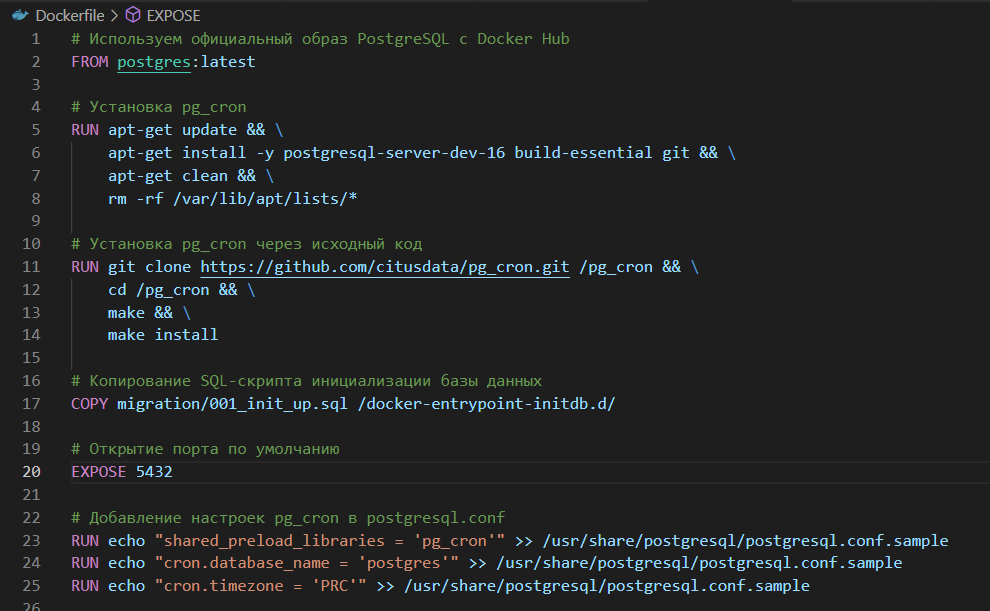 Dockerfile > EXPOSE
1 # Используем официальный образ PostgreSQL с Docker Hub
2 FROM postgres:latest
3
4 # Установка pg_cron
5 RUN apt-get update && \
6 apt-get install -y postgresql-server-dev-16 build-essential git && \
7 apt-get clean && \
8 rm -rf /var/lib/apt/lists/*
9
10 # Установка pg_cron через исходный код
11 RUN git clone https://github.com/citusdata/pg_cron.git /pg_cron && \
12 cd /pg_cron && \
13 make && \
14 make install
15
16 # Копирование SQL-скрипта инициализации базы данных
17 COPY migration/001_init_up.sql /docker-entrypoint-initdb.d/
18
19 # Открытие порта по умолчанию
20 EXPOSE 5432
21
22 # Добавление настроек pg_cron в postgresql.conf
23 RUN echo "shared_preload_libraries = 'pg_cron'" >> /usr/share/postgresql/postgresql.conf.sample
24 RUN echo "cron.database_name = 'postgres'" >> /usr/share/postgresql/postgresql.conf.sample
25 RUN echo "cron.timezone = 'PRC'" >> /usr/share/postgresql/postgresql.conf.sample
26